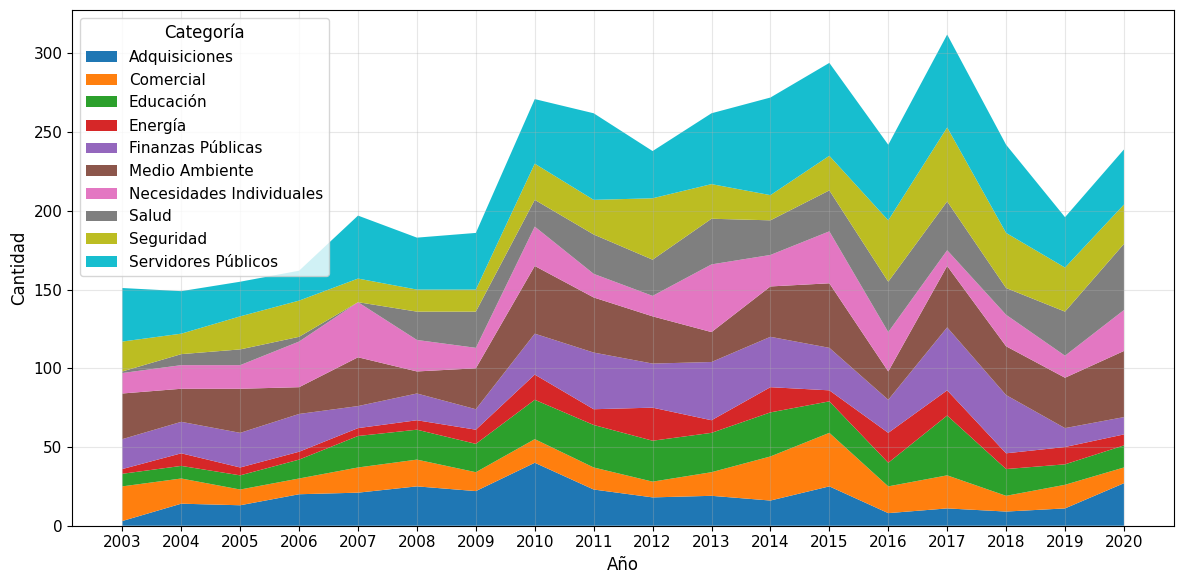 Categoría
Adquisiciones
Comercial
Educación
Energía
Finanzas Públicas
Medio Ambiente
Necesidades Individuales
Salud
Seguridad
Servidores Públicos
300
250
200
150
100
50
0
Cantidad
2003 2004 2005 2006 2007 2008 2009 2010 2011 2012 2013 2014 2015 2016 2017 2018 2019 2020
Año